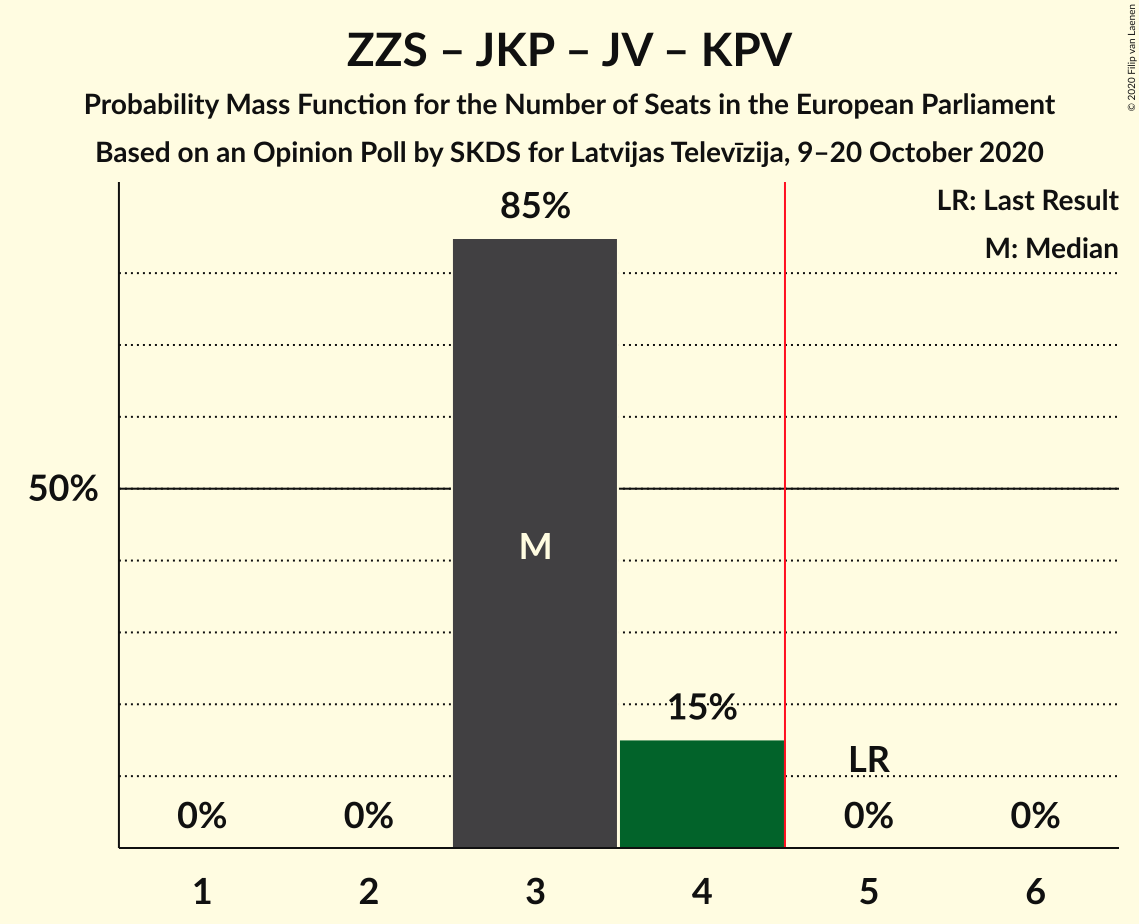 ZZS – JKP – JV – KPV
Probability Mass Function for the Number of Seats in the European Parliament
Based on an Opinion Poll by SKDS for Latvijas Televīzija, 9–20 October 2020
© 2020 Filip van Laenen
LR: Last Result
M: Median
85%
50%
M
15%
LR
0%
0%
0%
0%
1
2
3
4
5
6